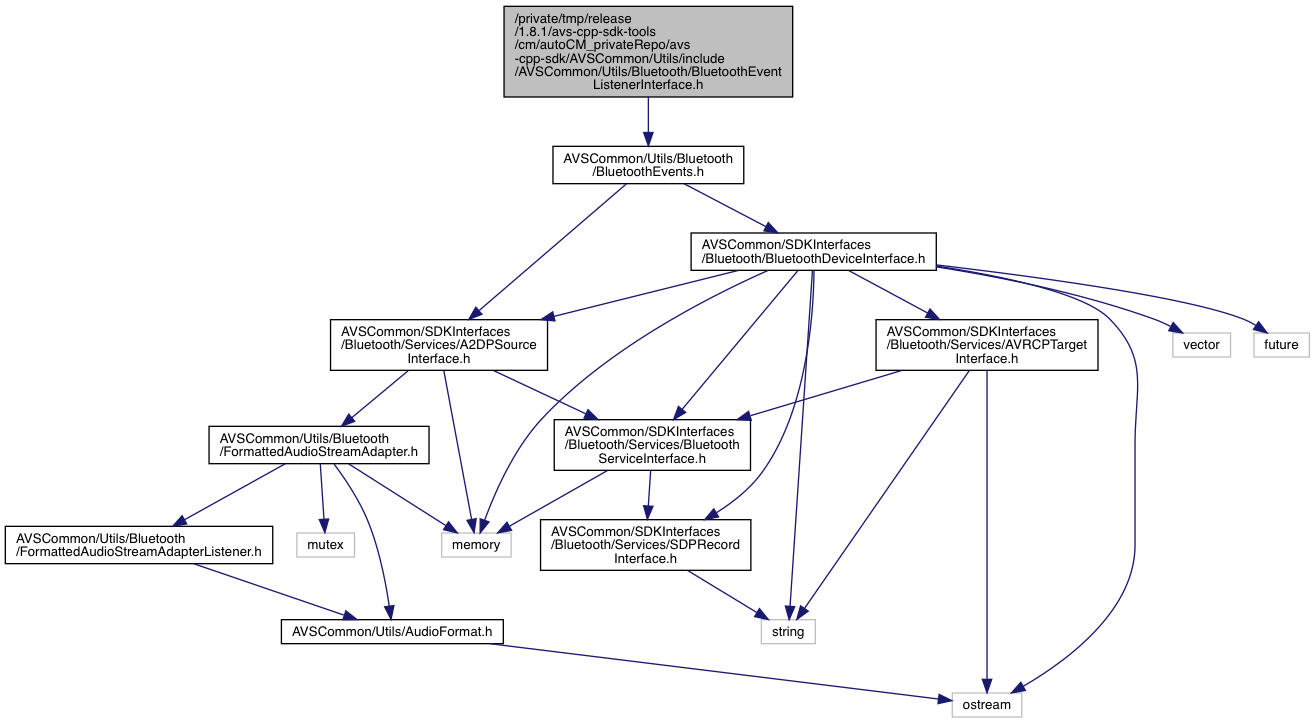 /private/tmp/release
/1.8.1/avs-cpp-sdk-tools
/cm/autoCM_privateRepo/avs
-cpp-sdk/AVSCommon/Utils/include
/AVSCommon/Utils/Bluetooth/BluetoothEvent
ListenerInterface.h
AVSCommon/Utils/Bluetooth
/BluetoothEvents.h
AVSCommon/SDKInterfaces
/Bluetooth/BluetoothDeviceInterface.h
AVSCommon/SDKInterfaces
/Bluetooth/Services/A2DPSource
Interface.h
AVSCommon/SDKInterfaces
/Bluetooth/Services/AVRCPTarget
Interface.h
vector
future
AVSCommon/Utils/Bluetooth
/FormattedAudioStreamAdapter.h
AVSCommon/SDKInterfaces
/Bluetooth/Services/Bluetooth
ServiceInterface.h
AVSCommon/Utils/Bluetooth
/FormattedAudioStreamAdapterListener.h
mutex
memory
AVSCommon/SDKInterfaces
/Bluetooth/Services/SDPRecord
Interface.h
AVSCommon/Utils/AudioFormat.h
string
ostream